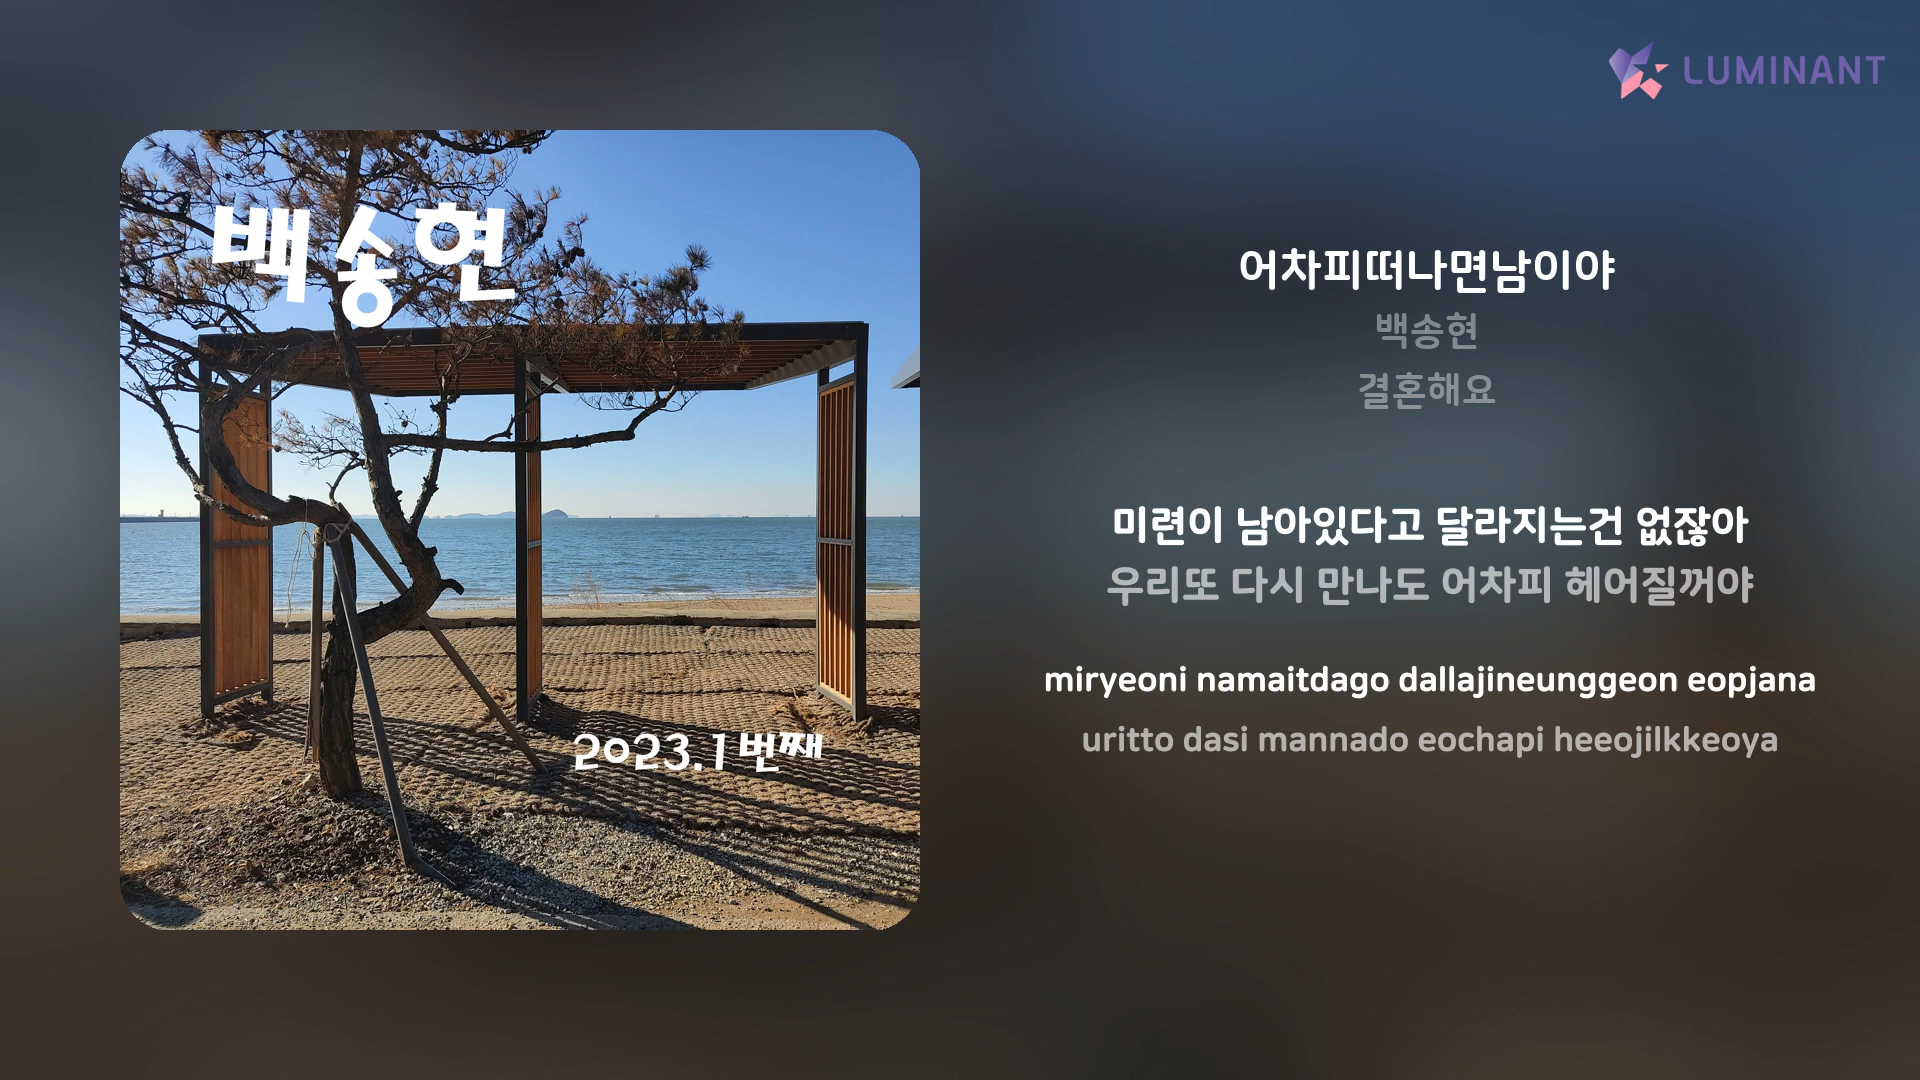 백송현
2023.1번째
LUMINANT
어차피떠나면남이야
백송현
결혼해요
미련이 남아있다고 달라지는건 없잖아
우리또 다시 만나도 어차피 헤어질꺼야
miryeoni namaitdago dallajineunggeon eopjana
uritto dasi mannado eochapi heeojilkkeoya